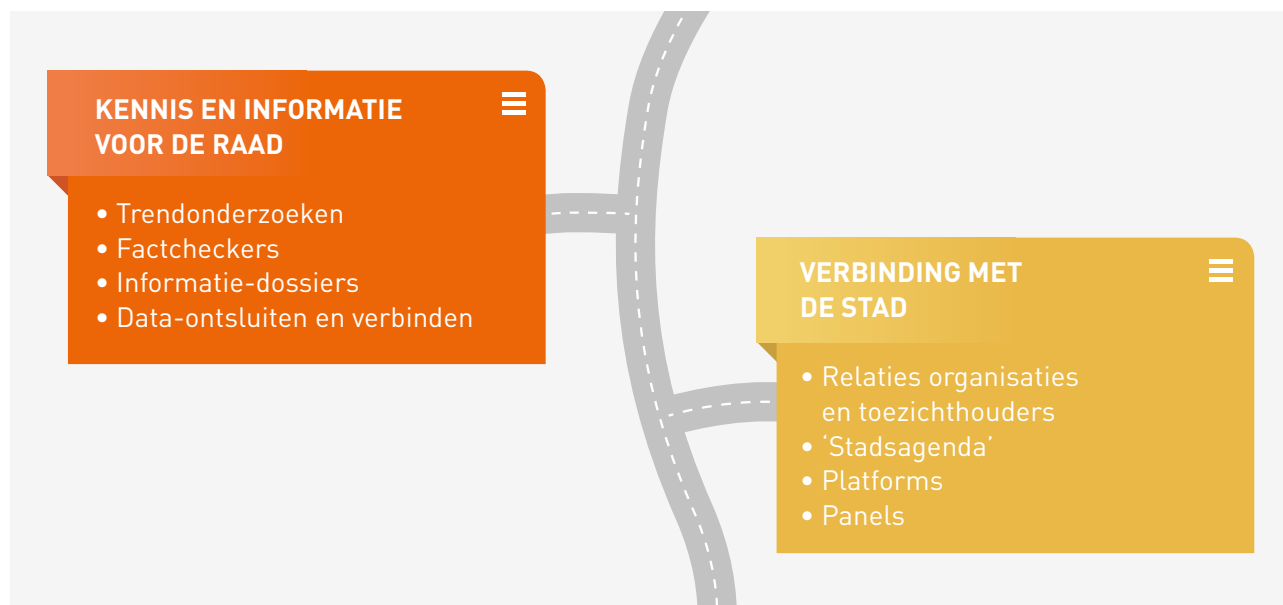 KENNIS EN INFORMATIE
VOOR DE RAAD
• Trendonderzoeken
• Factcheckers
• Informatie-dossiers
• Data-ontsluiten en verbinden
VERBINDING MET
DE STAD
• Relaties organisaties
en toezichthouders
• ‘Stadsagenda’
• Platforms
• Panels